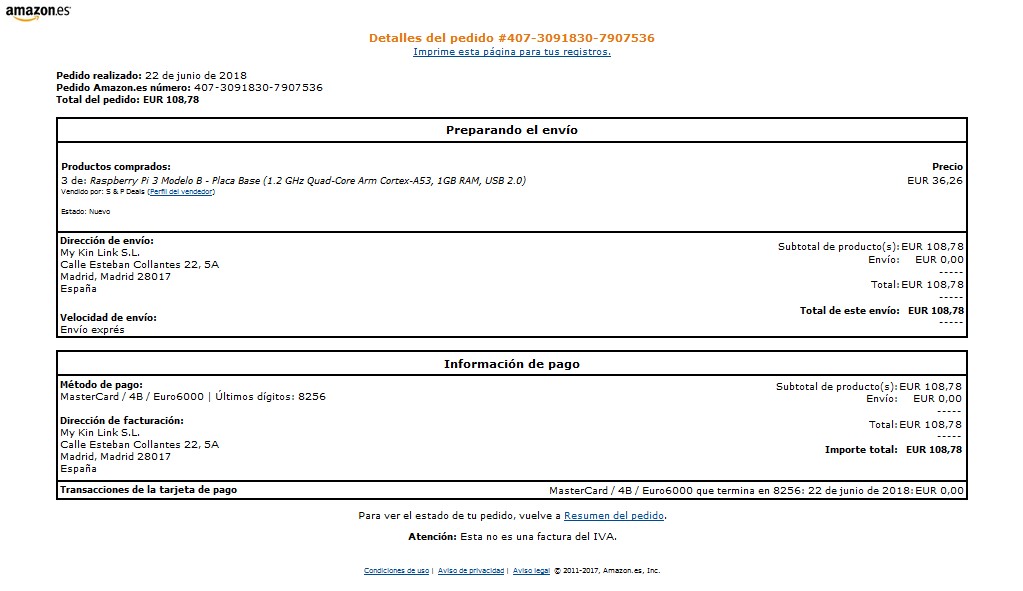 amazon.es
Detalles del pedido #407-3091830-7907536
Imprime esta página para tus registros.
Pedido realizado: 22 de junio de 2018
Pedido Amazon.es número: 407-3091830-7907536
Total del pedido: EUR 108,78
Preparando el envío
Productos comprados: Precio
3 de: Raspberry Pi 3 Modelo B - Placa Base (1.2 GHz Quad-Core Arm Cortex-A53, 1GB RAM, USB 2.0) EUR 36,26
Vendido por: S & P Deals (Perfil del vendedor)
Estado: Nuevo
Dirección de envío:
My Kin Link S.L.
Calle Esteban Collantes 22, 5A
Madrid, Madrid 28017
España
Velocidad de envío:
Envío exprés
Subtotal de producto(s): EUR 108,78
Envío: EUR 0,00
-----
Total: EUR 108,78
-----
Total de este envío: EUR 108,78
-----
Información de pago
Método de pago:
MasterCard / 4B / Euro6000 | Últimos dígitos: 8256
Dirección de facturación:
My Kin Link S.L.
Calle Esteban Collantes 22, 5A
Madrid, Madrid 28017
España
Subtotal de producto(s): EUR 108,78
Envío: EUR 0,00
-----
Total: EUR 108,78
-----
Importe total: EUR 108,78
Transacciones de la tarjeta de pago MasterCard / 4B / Euro6000 que termina en 8256: 22 de junio de 2018: EUR 0,00
Para ver el estado de tu pedido, vuelve a Resumen del pedido.
Atención: Esta no es una factura del IVA.
Condiciones de uso | Aviso de privacidad | Aviso legal © 2011-2017, Amazon.es, Inc.